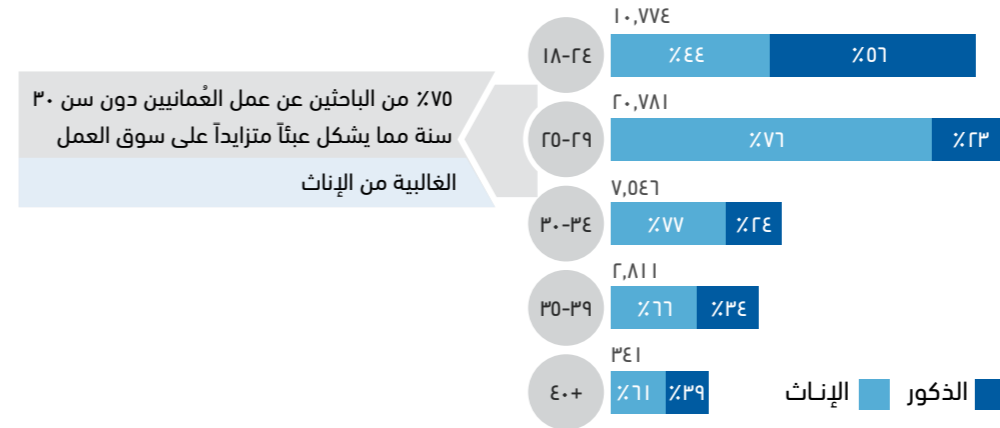 ١٠,٧٧٤
١٨-٢٤ ٪٤٤ ٪٥٦
٢٠,٧٨١
٢٥-٢٩ ٪٧٦ ٪٢٣
٧,٥٤٦
٣٠-٣٤ ٪٧٧ ٪٢٤
٢,٨١١
٣٥-٣٩ ٪٦٦ ٪٣٤
٣٤١
٤٠+ ٪٦١ ٪٣٩
٧٥٪ من الباحثين عن عمل العُمانيين دون سن ٣٠
سنة مما يشكل عبئاً متزايداً على سوق العمل
الغالبية من الإناث
الذكور الإنـاث